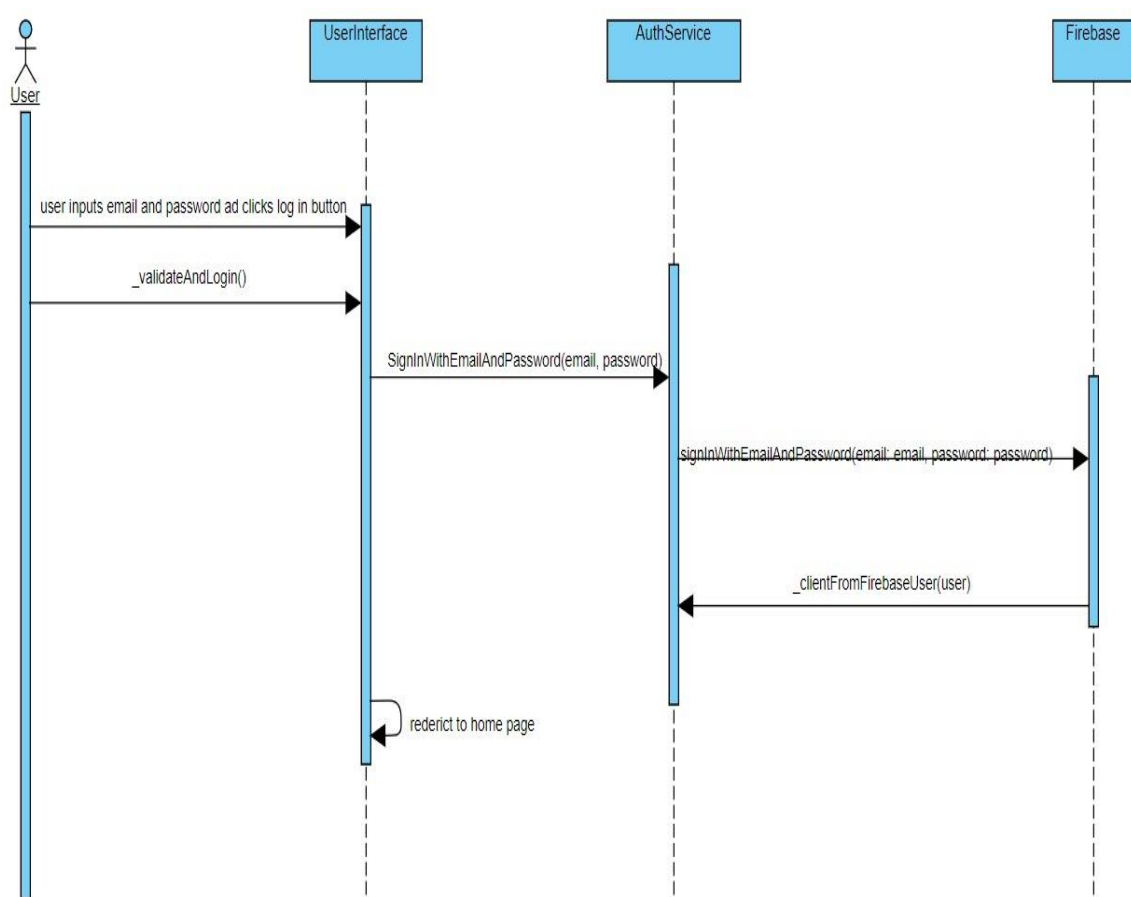 UserInterface
AuthService
Firebase
User
user inputs email and password ad clicks log in button
_validateAndLogin()
SignInWithEmailAndPassword(email, password)
signInWithEmailAndPassword(email: email, password: password)
_clientFromFirebaseUser(user)
rederict to home page